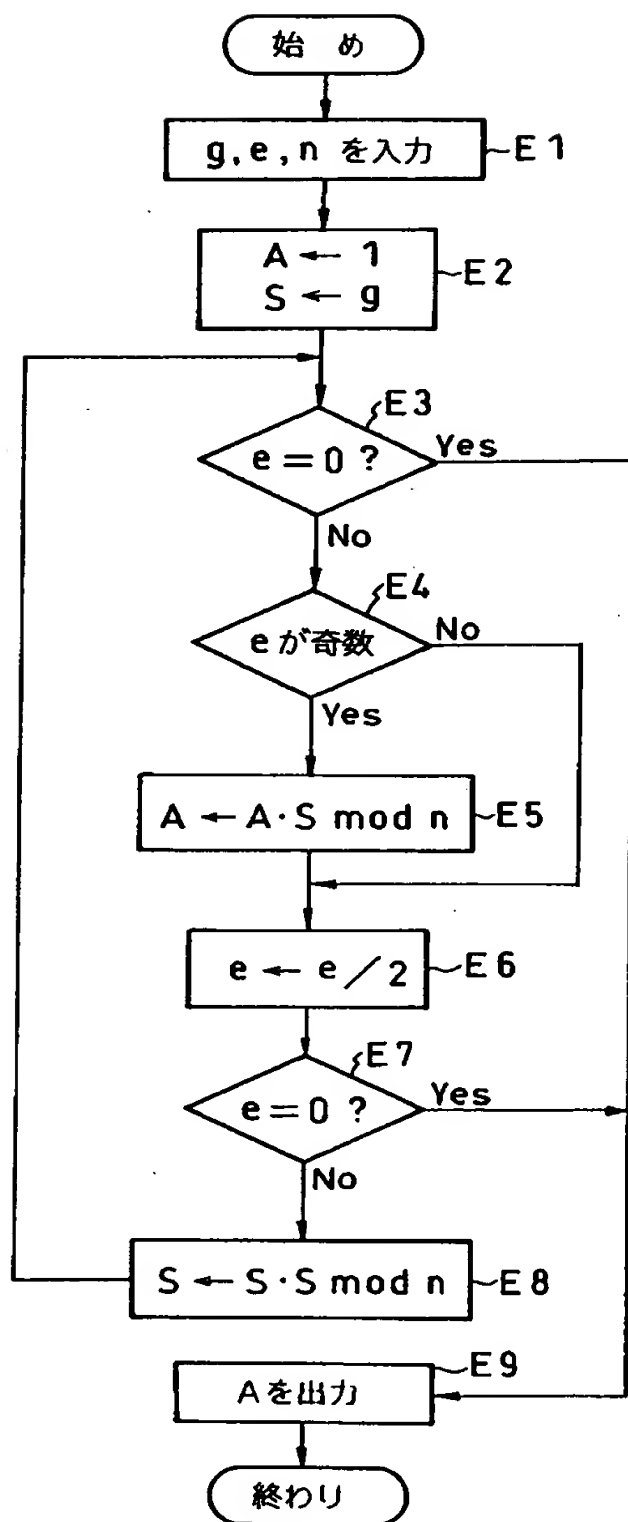 始め
g, e, n を入力
E1
A ← 1
S ← g
E2
E3
e = 0 ?
Yes
No
E4
e が奇数
No
Yes
A ← A・S mod n
E5
e ← e / 2
E6
E7
e = 0 ?
Yes
No
S ← S・S mod n
E8
E9
Aを出力
終わり